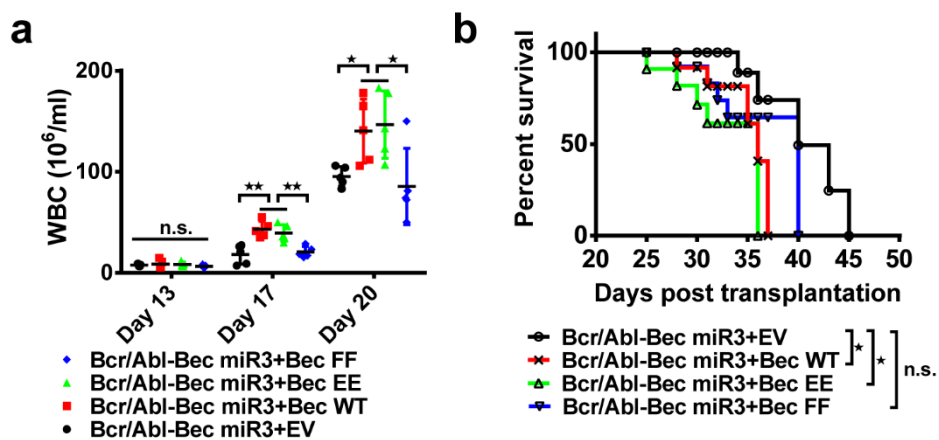 a
WBC (10⁶/ml)
200
100
0
n.s.
★★ ★★
★ ★
Day 13 Day 17 Day 20
Bcr/Abl-Bec miR3+Bec FF
Bcr/Abl-Bec miR3+Bec EE
Bcr/Abl-Bec miR3+Bec WT
Bcr/Abl-Bec miR3+EV
b
Percent survival
100
50
0
20 25 30 35 40 45 50
Days post transplantation
Bcr/Abl-Bec miR3+EV
Bcr/Abl-Bec miR3+Bec WT
Bcr/Abl-Bec miR3+Bec EE
Bcr/Abl-Bec miR3+Bec FF
★
★
n.s.